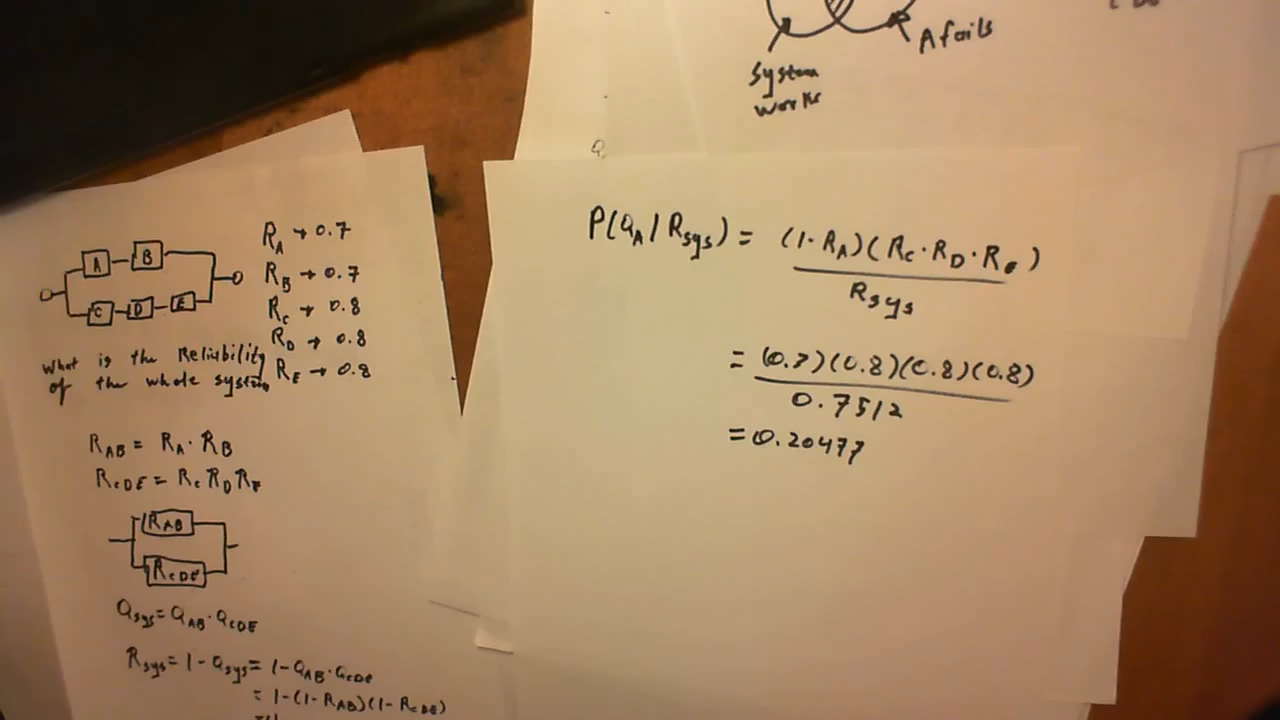 A fails
System
works
A
B
C
D
E
R_A → 0.7
R_B → 0.7
R_C → 0.8
R_D → 0.8
R_E → 0.8
What is the Reliability
of the whole system
R_AB = R_A · R_B
R_CDE = R_C R_D R_E
R_AB
R_CDE
Q_sys = Q_AB · Q_CDE
R_sys = 1 - Q_sys = 1 - Q_AB · Q_CDE
= 1 - (1 - R_AB)(1 - R_CDE)
P(Q_A / R_sys) = (1 - R_A)(R_C · R_D · R_E)
R_sys
= (0.3)(0.8)(0.8)(0.8)
0.7512
= 0.20477